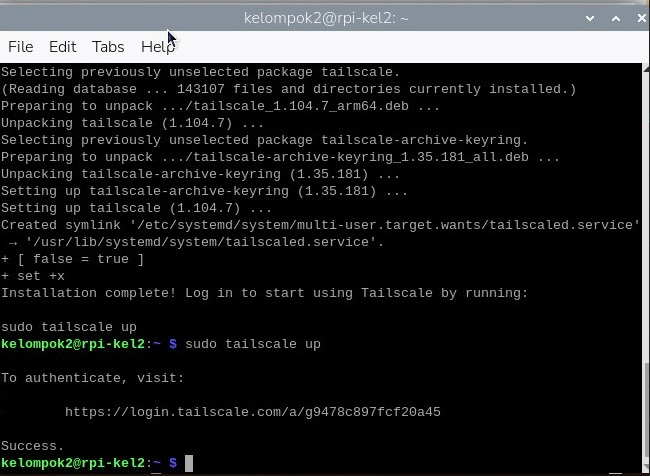 kelompok2@rpi-kel2: ~
File Edit Tabs Help
Selecting previously unselected package tailscale.
(Reading database ... 143107 files and directories currently installed.)
Preparing to unpack .../tailscale_1.104.7_arm64.deb ...
Unpacking tailscale (1.104.7) ...
Selecting previously unselected package tailscale-archive-keyring.
Preparing to unpack .../tailscale-archive-keyring_1.35.181_all.deb ...
Unpacking tailscale-archive-keyring (1.35.181) ...
Setting up tailscale-archive-keyring (1.35.181) ...
Setting up tailscale (1.104.7) ...
Created symlink '/etc/systemd/system/multi-user.target.wants/tailscaled.service'
→ '/usr/lib/systemd/system/tailscaled.service'.
+ [ false = true ]
+ set +x
Installation complete! Log in to start using Tailscale by running:
sudo tailscale up
kelompok2@rpi-kel2:~ $ sudo tailscale up
To authenticate, visit:
https://login.tailscale.com/a/g9478c897fcf20a45
Success.
kelompok2@rpi-kel2:~ $